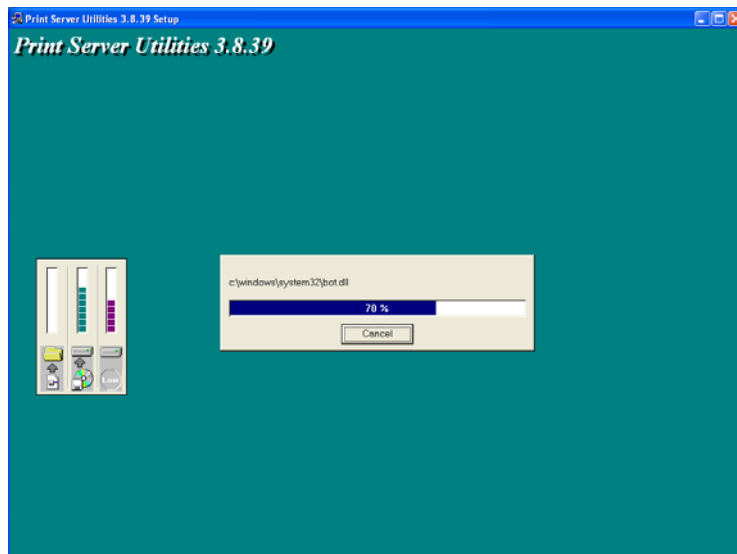 Print Server Utilities 3.8.39 Setup
Print Server Utilities 3.8.39
c:\windows\system32\bot.dll
70 %
Cancel
Low